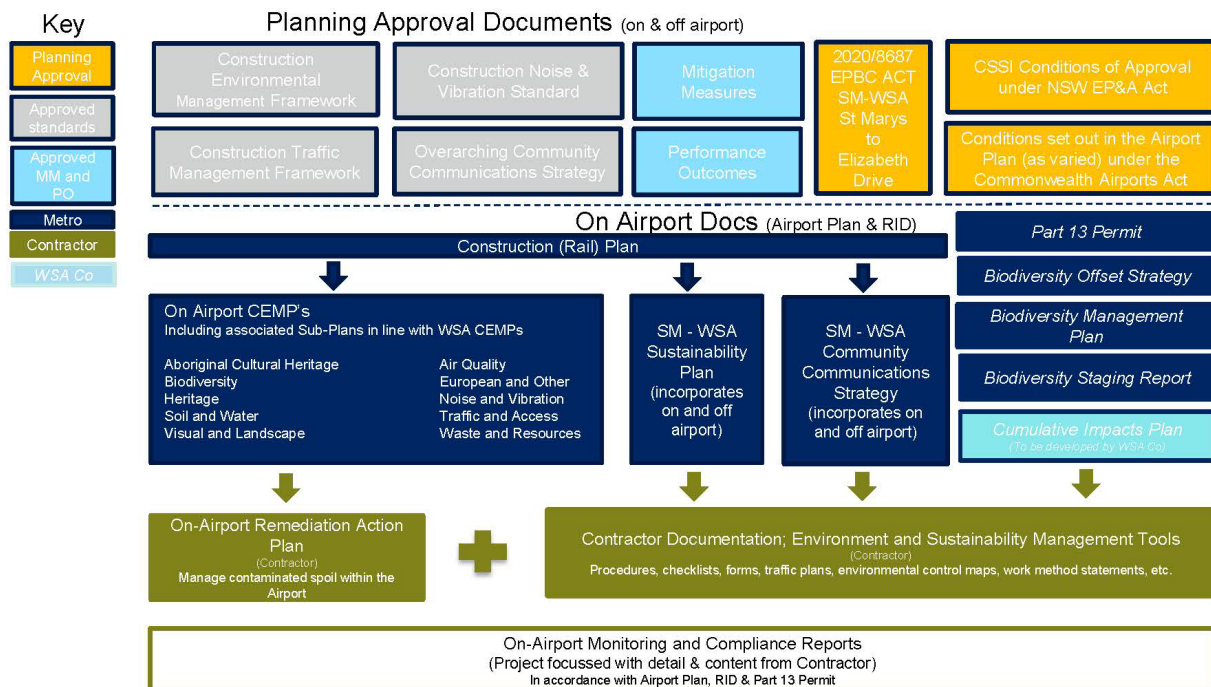 Key
Planning
Approval
Approved
standards
Approved
MM and
PO
Metro
Contractor
WSA Co
Planning Approval Documents (on & off airport)
Construction
Environmental
Management Framework
Construction Noise &
Vibration Standard
Mitigation
Measures
2020/8687
EPBC ACT
SM-WSA
St Marys
to
Elizabeth
Drive
CSSI Conditions of Approval
under NSW EP&A Act
Construction Traffic
Management Framework
Overarching Community
Communications Strategy
Performance
Outcomes
Conditions set out in the Airport
Plan (as varied) under the
Commonwealth Airports Act
On Airport Docs (Airport Plan & RID)
Construction (Rail) Plan
Part 13 Permit
Biodiversity Offset Strategy
Biodiversity Management
Plan
Biodiversity Staging Report
Cumulative Impacts Plan
(To be developed by WSA Co)
On Airport CEMP's
Including associated Sub-Plans in line with WSA CEMPs
Aboriginal Cultural Heritage
Biodiversity
Heritage
Soil and Water
Visual and Landscape
Air Quality
European and Other
Noise and Vibration
Traffic and Access
Waste and Resources
SM - WSA
Sustainability
Plan
(incorporates
on and off
airport)
SM - WSA
Community
Communications
Strategy
(incorporates on
and off airport)
On-Airport Remediation Action
Plan
(Contractor)
Manage contaminated spoil within the
Airport
Contractor Documentation; Environment and Sustainability Management Tools
(Contractor)
Procedures, checklists, forms, traffic plans, environmental control maps, work method statements, etc.
On-Airport Monitoring and Compliance Reports
(Project focussed with detail & content from Contractor)
In accordance with Airport Plan, RID & Part 13 Permit